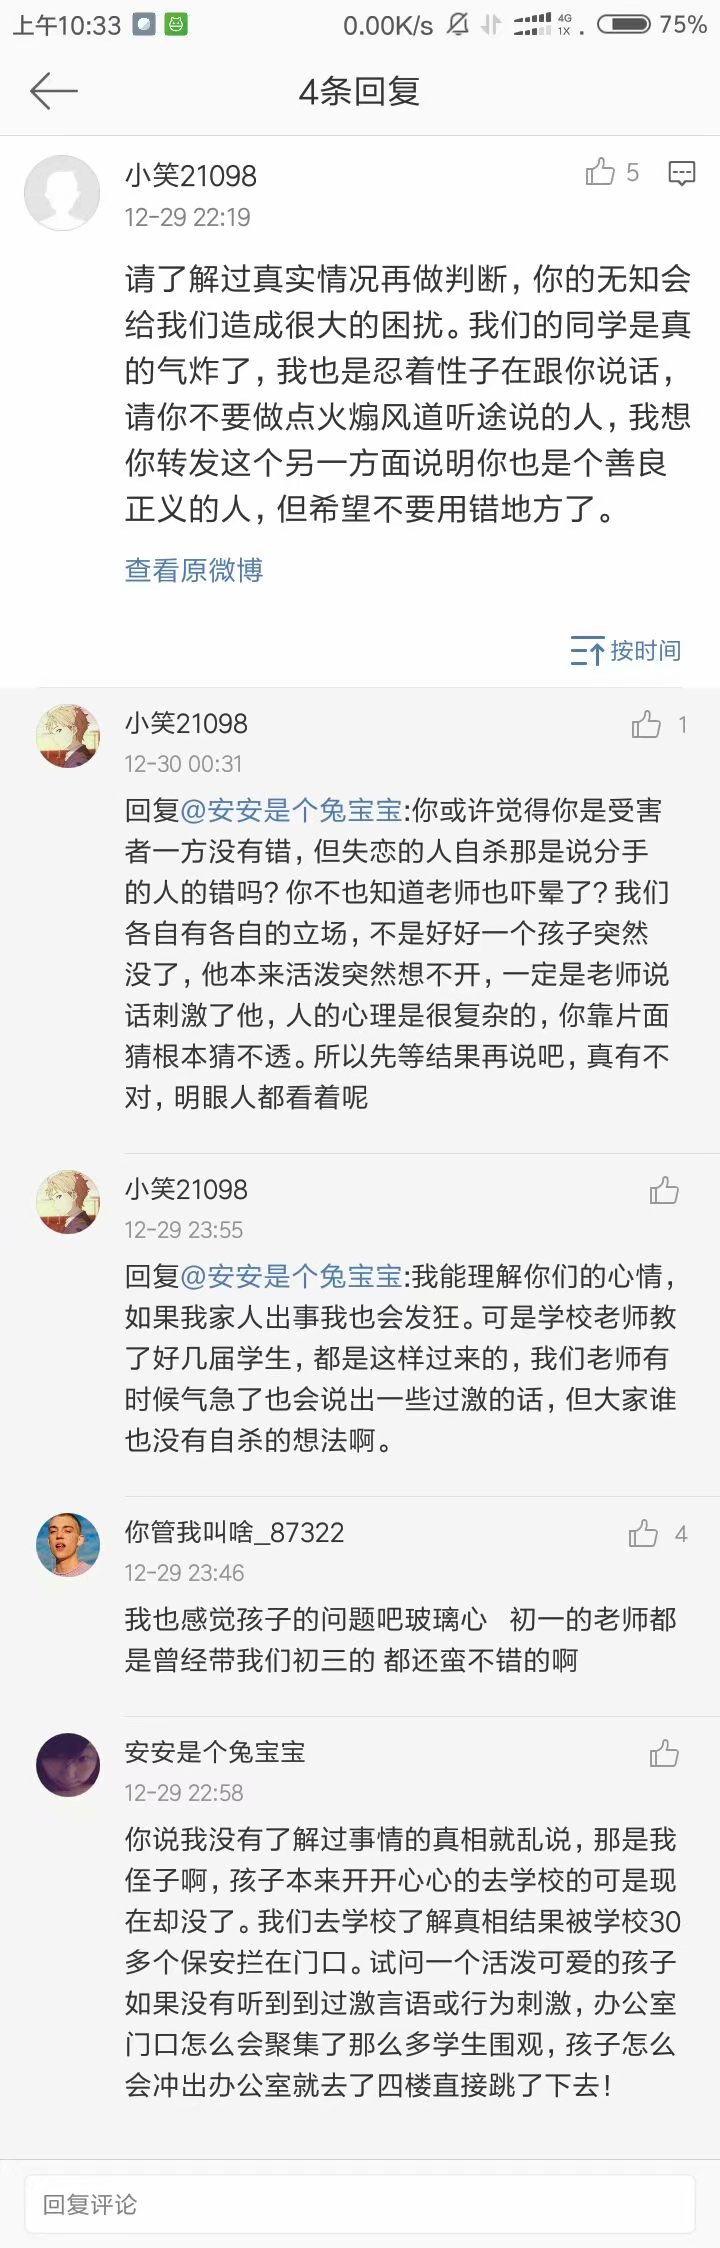 上午10:33
0.00K/s
4G
1X
75%
4条回复
小笑21098
5
12-29 22:19
请了解过真实情况再做判断，你的无知会
给我们造成很大的困扰。我们的同学是真
的气炸了，我也是忍着性子在跟你说话，
请你不要做点火煽风道听途说的人，我想
你转发这个另一方面说明你也是个善良
正义的人，但希望不要用错地方了。
查看原微博
按时间
小笑21098
1
12-30 00:31
回复@安安是个兔宝宝:你或许觉得你是受害
者一方没有错，但失恋的人自杀那是说分手
的人的错吗？你不也知道老师也吓晕了？我们
各自有各自的立场，不是好好一个孩子突然
没了，他本来活泼突然想不开，一定是老师说
话刺激了他，人的心理是很复杂的，你靠片面
猜根本猜不透。所以先等结果再说吧，真有不
对，明眼人都看着呢
小笑21098
12-29 23:55
回复@安安是个兔宝宝:我能理解你们的心情，
如果我家人出事我也会发狂。可是学校老师教
了好几届学生，都是这样过来的，我们老师有
时候气急了也会说出一些过激的话，但大家谁
也没有自杀的想法啊。
你管我叫啥_87322
4
12-29 23:46
我也感觉孩子的问题吧玻璃心 初一的老师都
是曾经带我们初三的 都还蛮不错的啊
安安是个兔宝宝
12-29 22:58
你说我没有了解过事情的真相就乱说，那是我
侄子啊，孩子本来开开心心的去学校的可是现
在却没了。我们去学校了解真相结果被学校30
多个保安拦在门口。试问一个活泼可爱的孩子
如果没有听到到过激言语或行为刺激，办公室
门口怎么会聚集了那么多学生围观，孩子怎么
会冲出办公室就去了四楼直接跳了下去！
回复评论